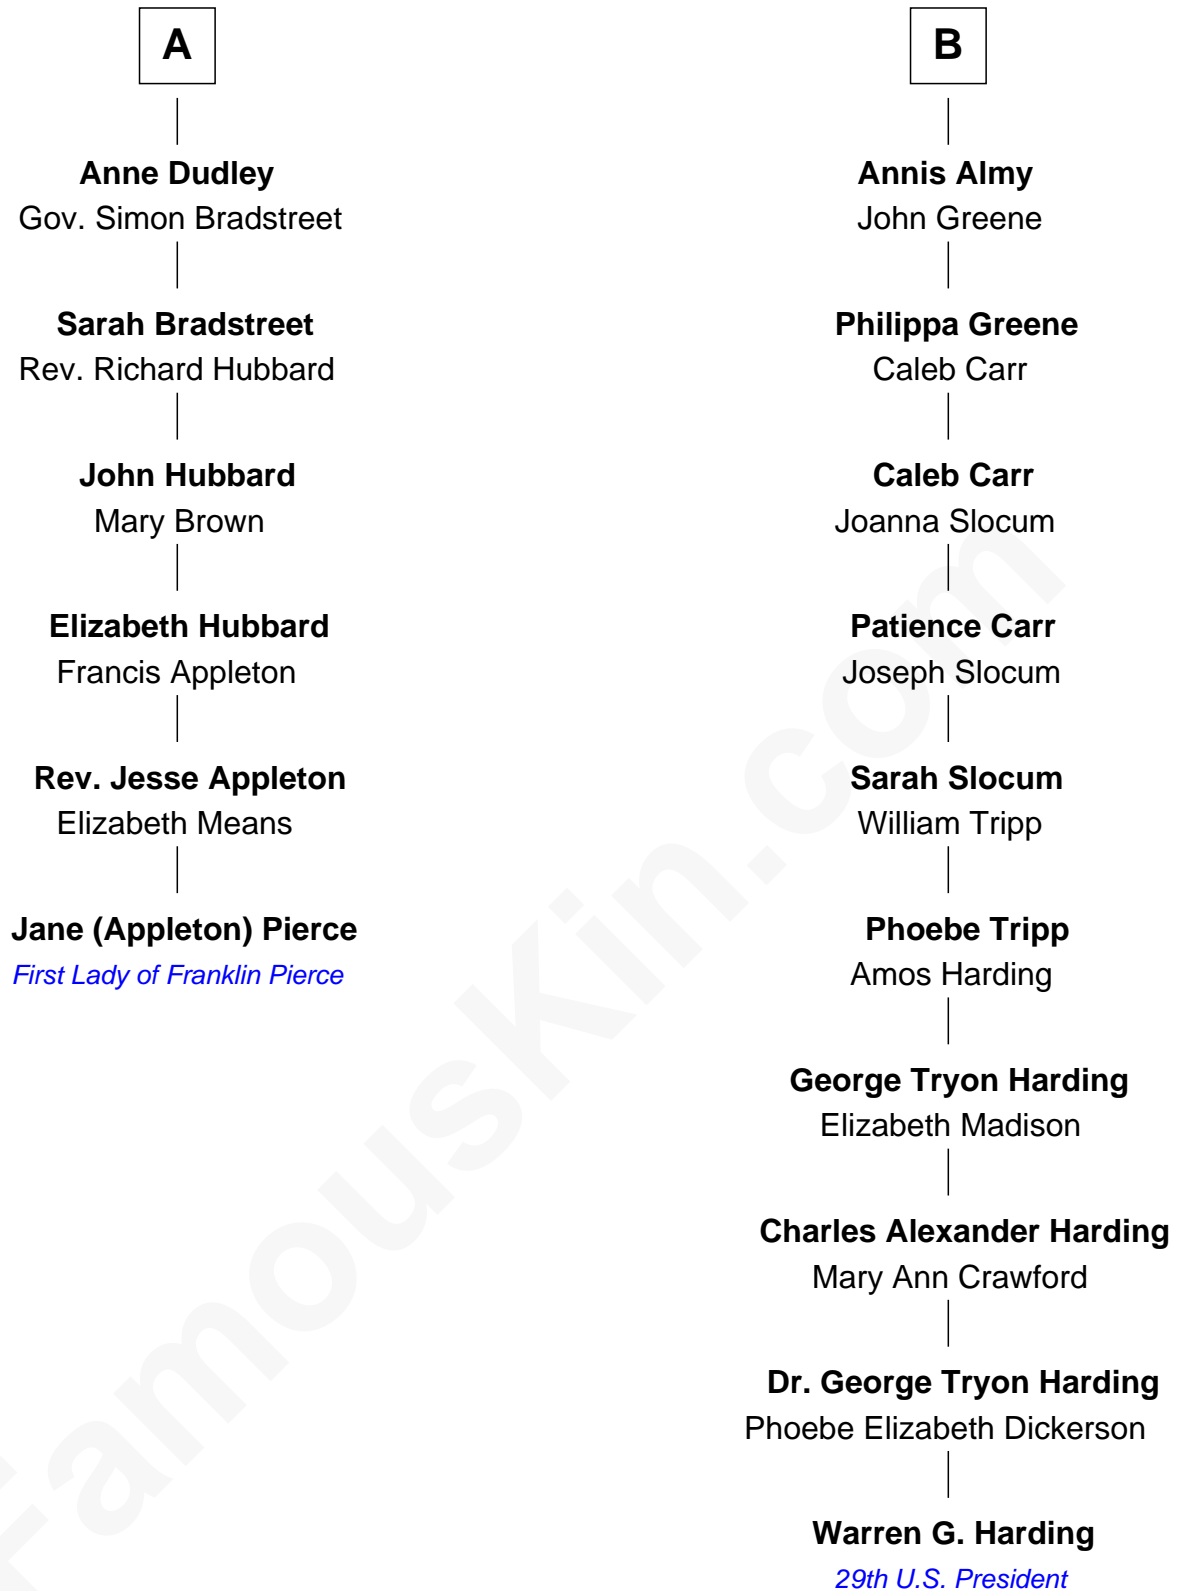 A
Anne Dudley
Gov. Simon Bradstreet
Sarah Bradstreet
Rev. Richard Hubbard
John Hubbard
Mary Brown
Elizabeth Hubbard
Francis Appleton
Rev. Jesse Appleton
Elizabeth Means
Jane (Appleton) Pierce
First Lady of Franklin Pierce
B
Annis Almy
John Greene
Philippa Greene
Caleb Carr
Caleb Carr
Joanna Slocum
Patience Carr
Joseph Slocum
Sarah Slocum
William Tripp
Phoebe Tripp
Amos Harding
George Tryon Harding
Elizabeth Madison
Charles Alexander Harding
Mary Ann Crawford
Dr. George Tryon Harding
Phoebe Elizabeth Dickerson
Warren G. Harding
29th U.S. President
FamousKin.com